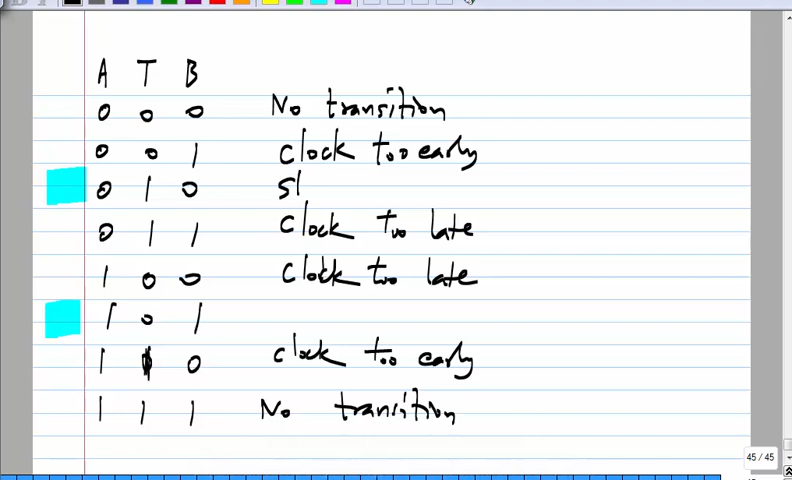 A T B
0 0 0 No transition
0 0 1 clock too early
0 1 0 Sl
0 1 1 clock too late
1 0 0 clock too late
1 0 1
1 1 0 clock too early
1 1 1 No transition
45 / 45